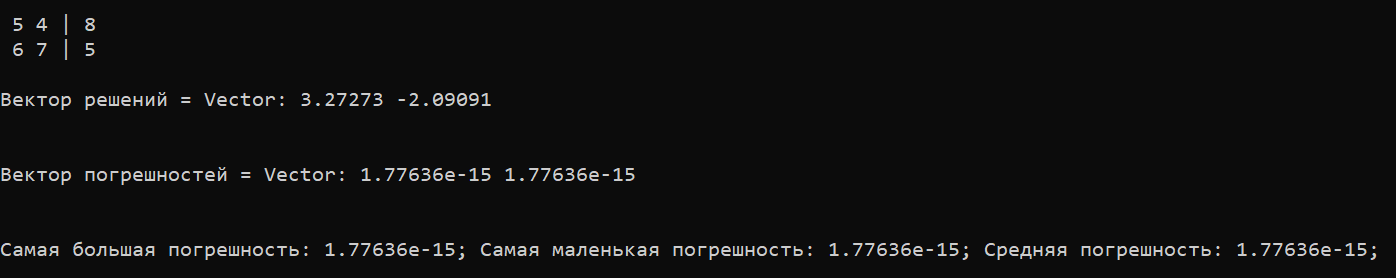 5 4 | 8
6 7 | 5
Вектор решений = Vector: 3.27273 -2.09091
Вектор погрешностей = Vector: 1.77636e-15 1.77636e-15
Самая большая погрешность: 1.77636e-15; Самая маленькая погрешность: 1.77636e-15; Средняя погрешность: 1.77636e-15;